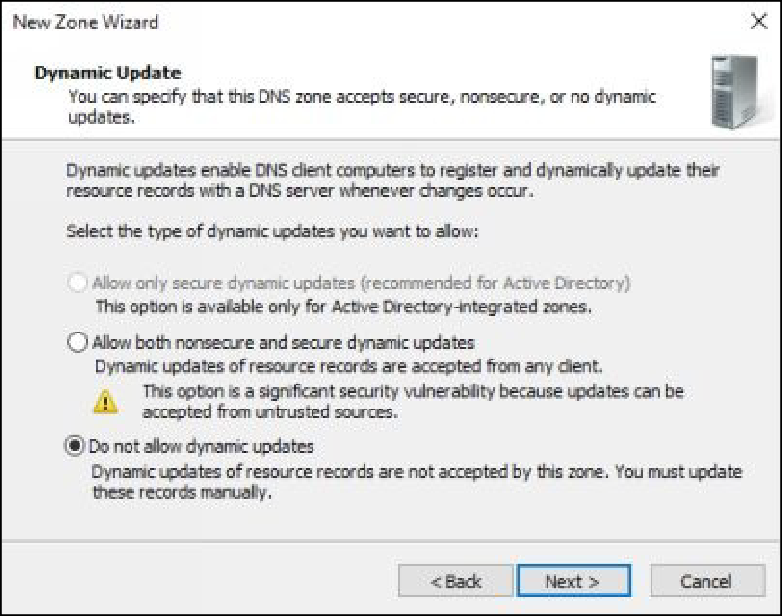 New Zone Wizard
Dynamic Update
You can specify that this DNS zone accepts secure, nonsecure, or no dynamic
updates.
Dynamic updates enable DNS client computers to register and dynamically update their
resource records with a DNS server whenever changes occur.
Select the type of dynamic updates you want to allow:
Allow only secure dynamic updates (recommended for Active Directory)
This option is available only for Active Directory-integrated zones.
Allow both nonsecure and secure dynamic updates
Dynamic updates of resource records are accepted from any client.
This option is a significant security vulnerability because updates can be
accepted from untrusted sources.
Do not allow dynamic updates
Dynamic updates of resource records are not accepted by this zone. You must update
these records manually.
< Back Next > Cancel